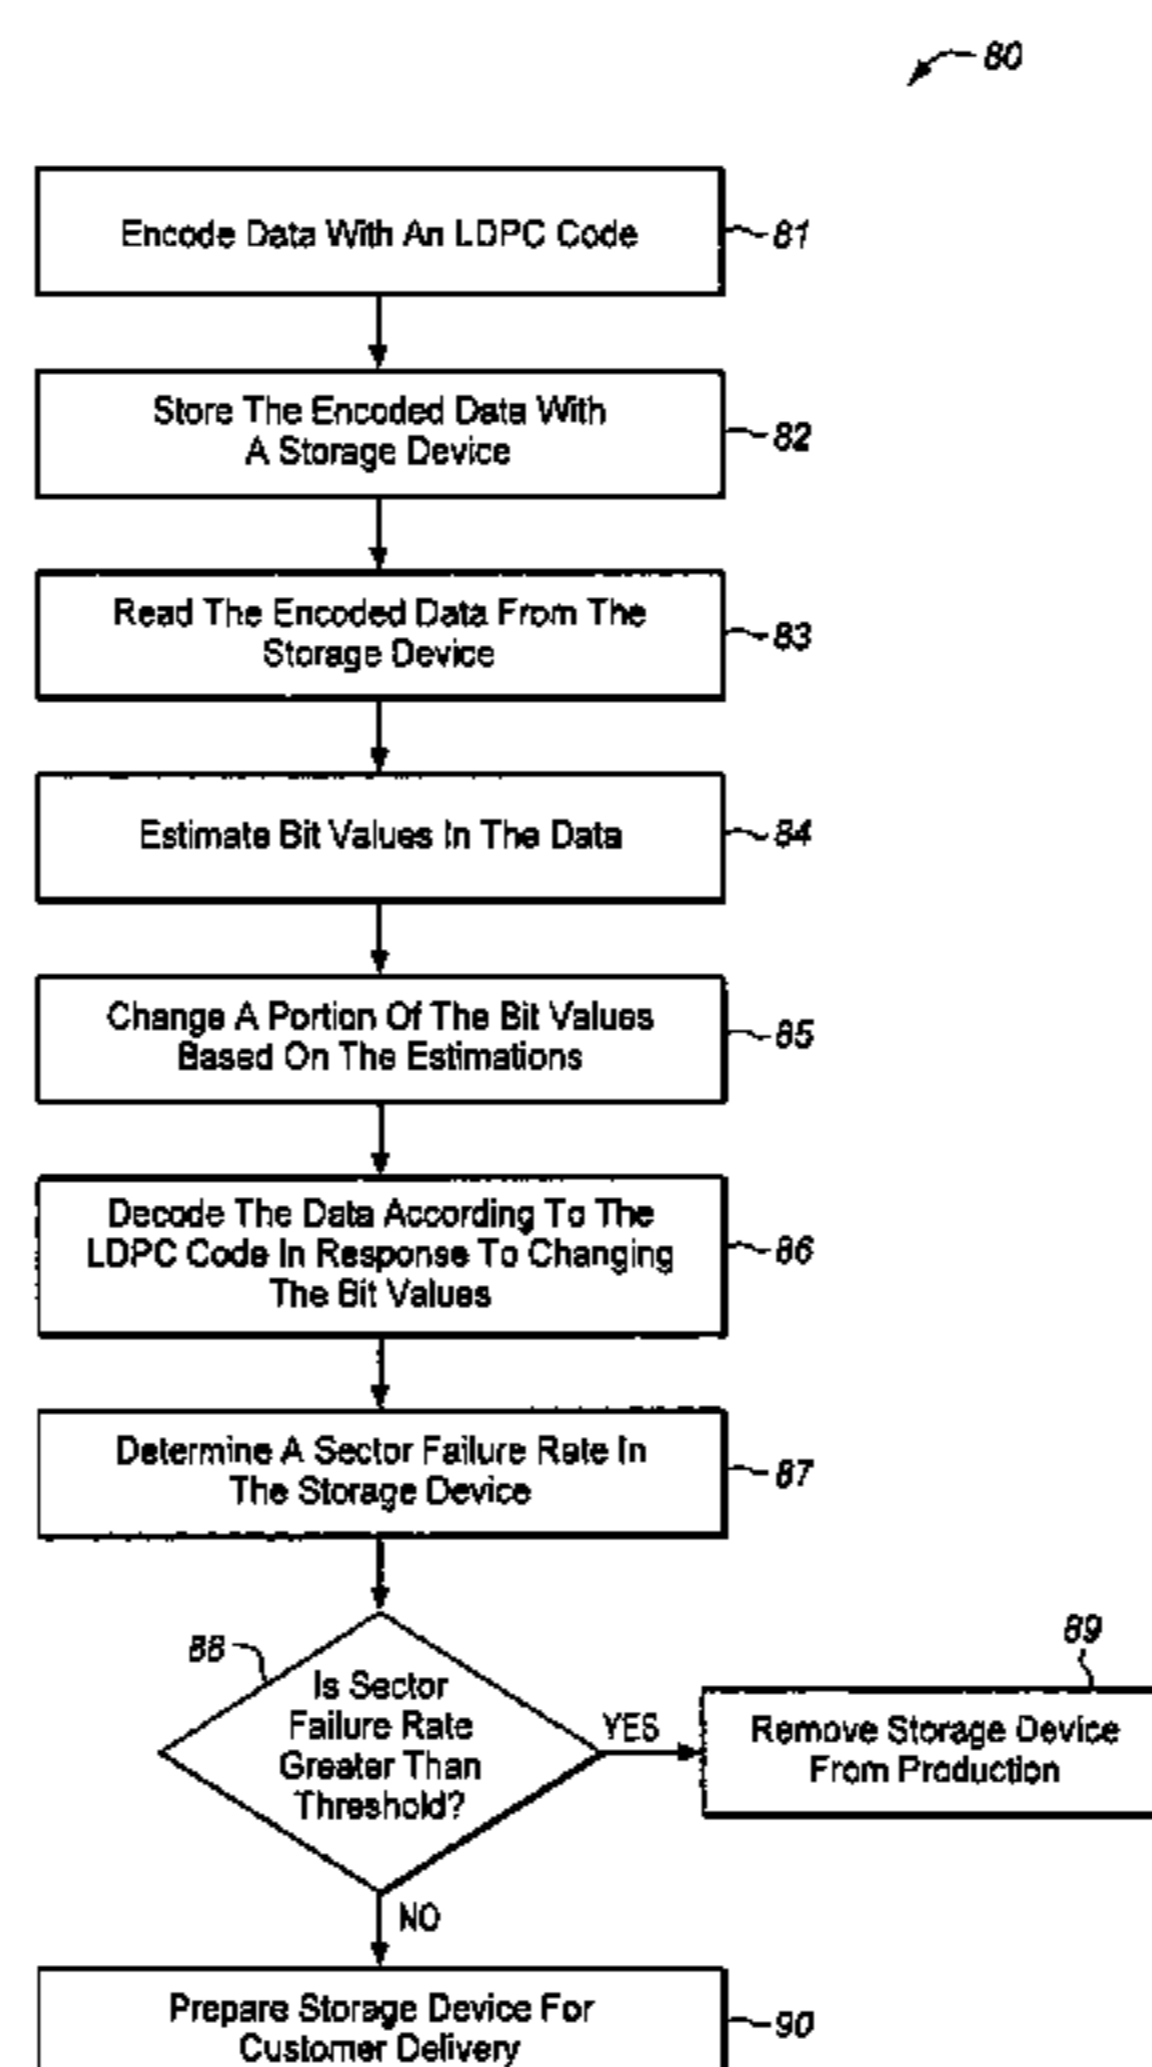 80
Encode Data With An LDPC Code
81
Store The Encoded Data With
A Storage Device
82
Read The Encoded Data From The
Storage Device
83
Estimate Bit Values In The Data
84
Change A Portion Of The Bit Values
Based On The Estimations
85
Decode The Data According To The
LDPC Code In Response To Changing
The Bit Values
86
Determine A Sector Failure Rate In
The Storage Device
87
88
Is Sector
Failure Rate
Greater Than
Threshold?
YES
89
Remove Storage Device
From Production
NO
Prepare Storage Device For
Customer Delivery
90